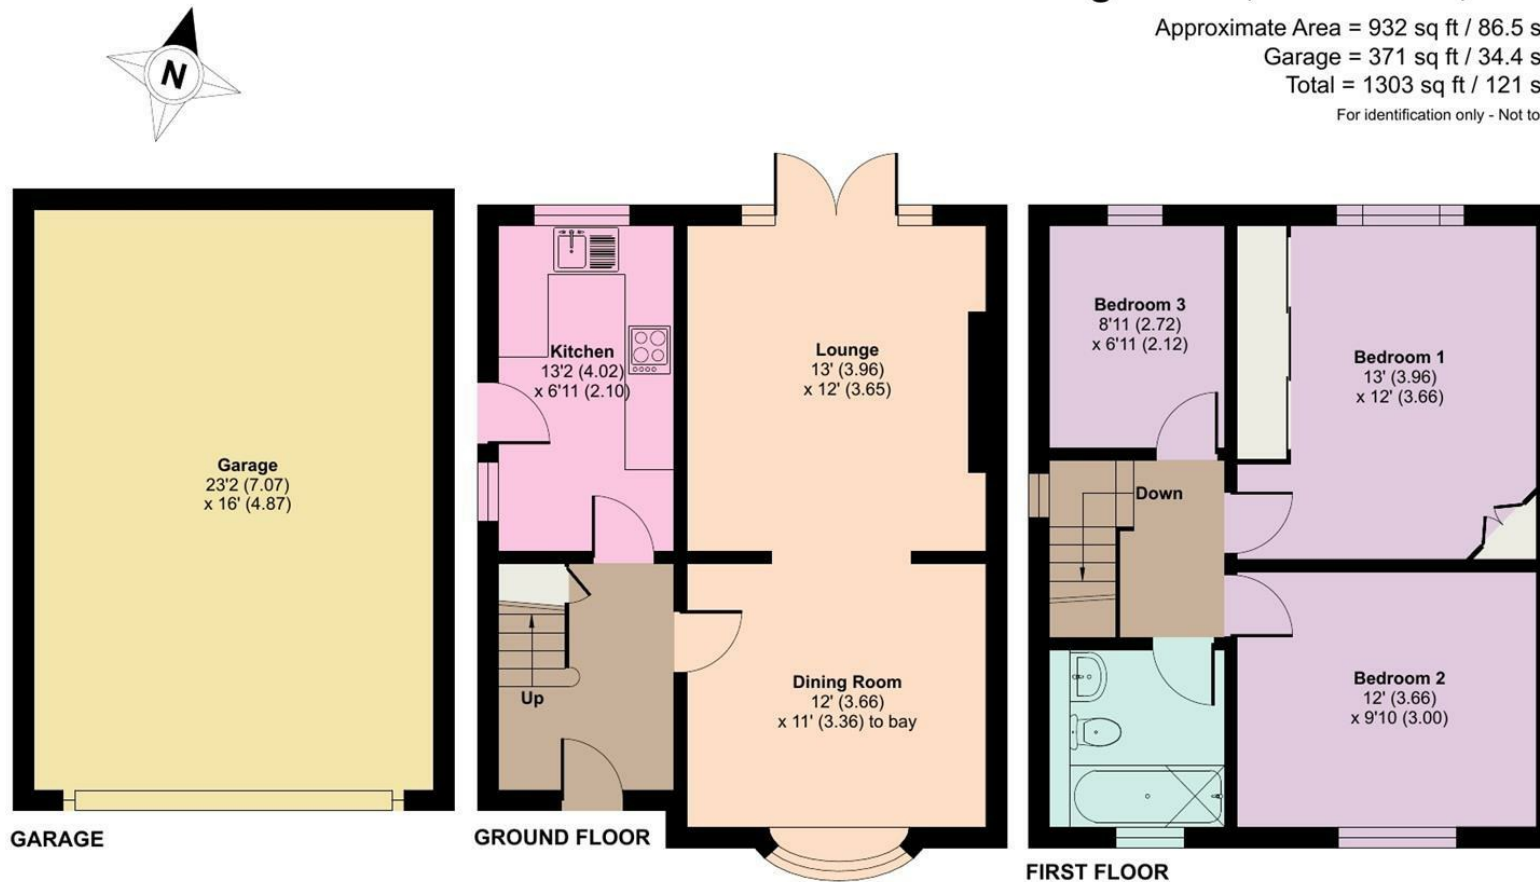 N
Approximate Area = 932 sq ft / 86.5 s
Garage = 371 sq ft / 34.4 s
Total = 1303 sq ft / 121 s
For identification only - Not to
Garage
23'2 (7.07)
x 16' (4.87)
GARAGE
Kitchen
13'2 (4.02)
x 6'11 (2.10)
Lounge
13' (3.96)
x 12' (3.65)
Up
Dining Room
12' (3.66)
x 11' (3.36) to bay
GROUND FLOOR
Bedroom 3
8'11 (2.72)
x 6'11 (2.12)
Bedroom 1
13' (3.96)
x 12' (3.66)
Down
Bedroom 2
12' (3.66)
x 9'10 (3.00)
FIRST FLOOR